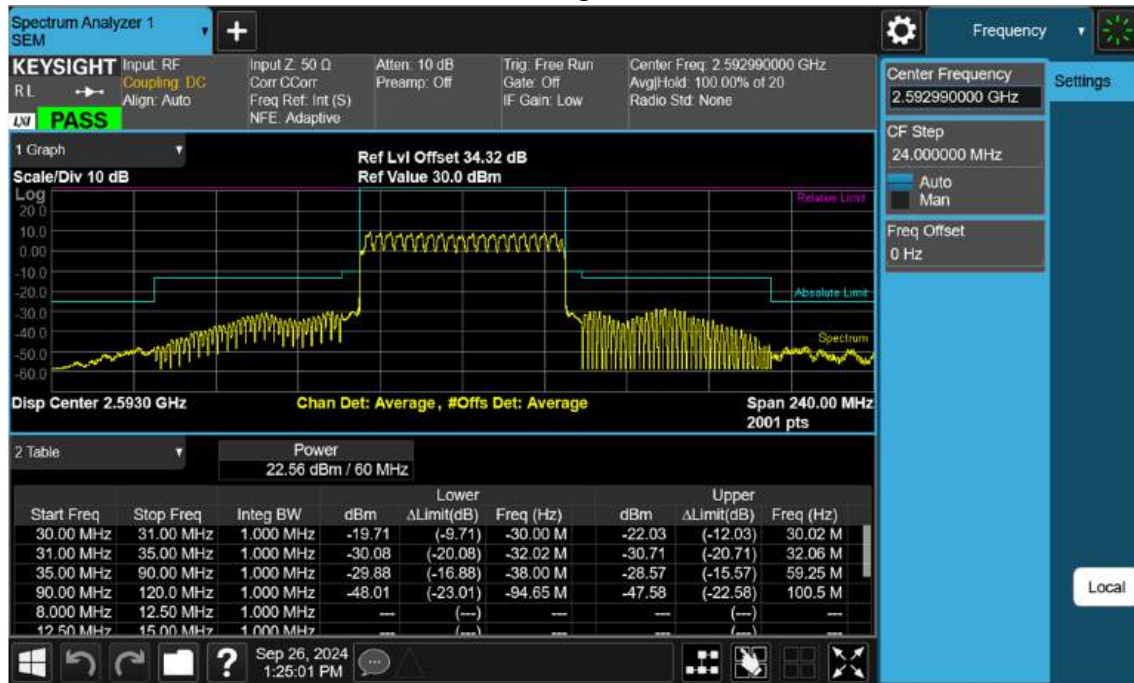 Spectrum Analyzer 1
SEM
Frequency
KEYSIGHT
RL
LXI PASS
Input: RF
Coupling: DC
Align: Auto
Input Z: 50 Ω
Corr CCorr
Freq Ref: Int (S)
NFE: Adaptive
Atten: 10 dB
Preamp: Off
Trig: Free Run
Gate: Off
IF Gain: Low
Center Freq: 2.592990000 GHz
Avg|Hold: 100.00% of 20
Radio Std: None
Center Frequency
2.592990000 GHz
Settings
CF Step
24.000000 MHz
Auto
Man
Freq Offset
0 Hz
Local
1 Graph
Scale/Div 10 dB
Ref Lvl Offset 34.32 dB
Ref Value 30.0 dBm
Log
20.0
10.0
0.00
-10.0
-20.0
-30.0
-40.0
-50.0
-60.0
Relative Limit
Absolute Limit
Spectrum
Disp Center 2.5930 GHz
Chan Det: Average, #Offs Det: Average
Span 240.00 MHz
2001 pts
2 Table
Power
22.56 dBm / 60 MHz
Lower Upper
Start Freq Stop Freq Integ BW dBm ΔLimit(dB) Freq (Hz) dBm ΔLimit(dB) Freq (Hz)
30.00 MHz 31.00 MHz 1.000 MHz -19.71 (-9.71) -30.00 M -22.03 (-12.03) 30.02 M
31.00 MHz 35.00 MHz 1.000 MHz -30.08 (-20.08) -32.02 M -30.71 (-20.71) 32.06 M
35.00 MHz 90.00 MHz 1.000 MHz -29.88 (-16.88) -38.00 M -28.57 (-15.57) 59.25 M
90.00 MHz 120.0 MHz 1.000 MHz -48.01 (-23.01) -94.65 M -47.58 (-22.58) 100.5 M
8.000 MHz 12.50 MHz 1.000 MHz --- (---) --- --- (---) ---
12.50 MHz 15.00 MHz 1.000 MHz --- (---) --- --- (---) ---
Sep 26, 2024
1:25:01 PM